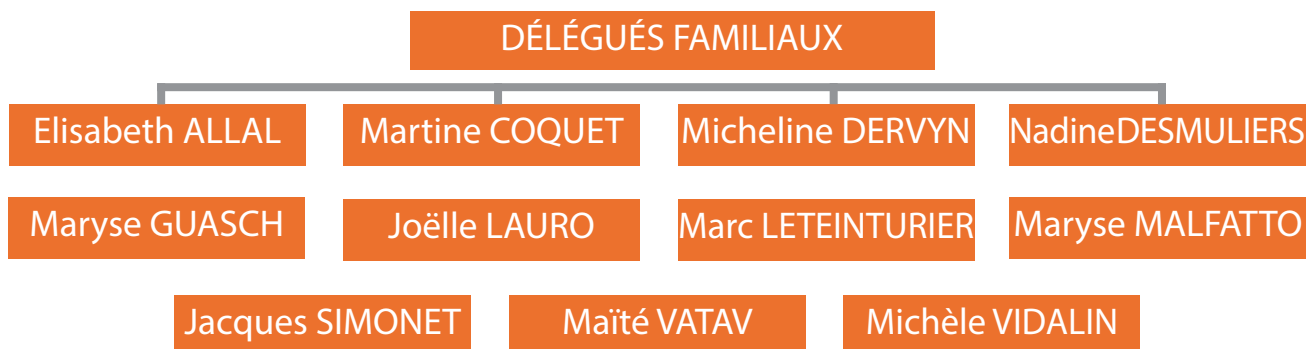 DÉLÉGUÉS FAMILIAUX
Elisabeth ALLAL
Martine COQUET
Micheline DERVYN
NadineDESMULIERS
Maryse GUASCH
Joëlle LAURO
Marc LETEINTURIER
Maryse MALFATTO
Jacques SIMONET
Maïté VATAV
Michèle VIDALIN